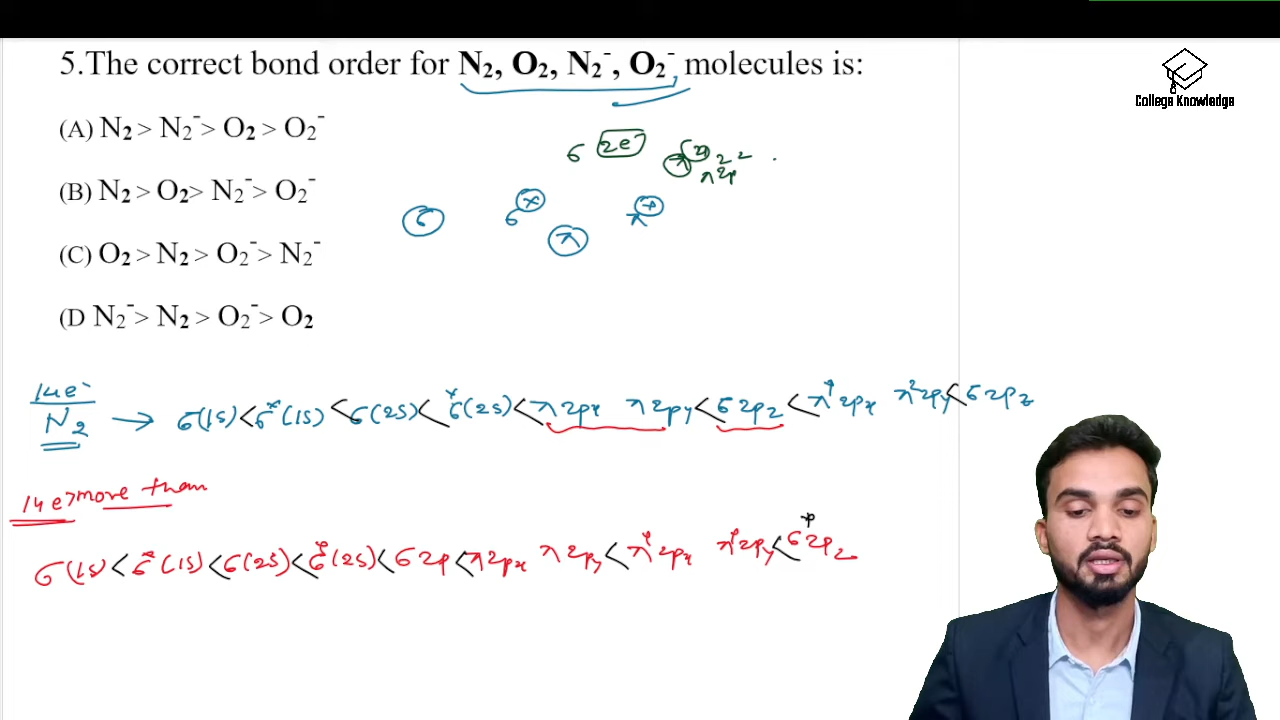 5.The correct bond order for N₂, O₂, N₂⁻, O₂⁻ molecules is:
College Knowledge
(A) N₂ > N₂⁻ > O₂ > O₂⁻
(B) N₂ > O₂> N₂⁻ > O₂⁻
(C) O₂ > N₂ > O₂⁻ > N₂⁻
(D N₂⁻ > N₂ > O₂⁻ > O₂
σ 2e⁻
π2p
σ σ* π π*
14e⁻
N₂ → σ(1s) < σ*(1s) < σ(2s) < σ*(2s) < π2px π2py < σ2pz < π*2px π*2py < σ2pz
14e> more than
σ(1s) < σ*(1s) < σ(2s) < σ*(2s) < σ2p < π2px π2py < π*2px π*2py < σ*2pz